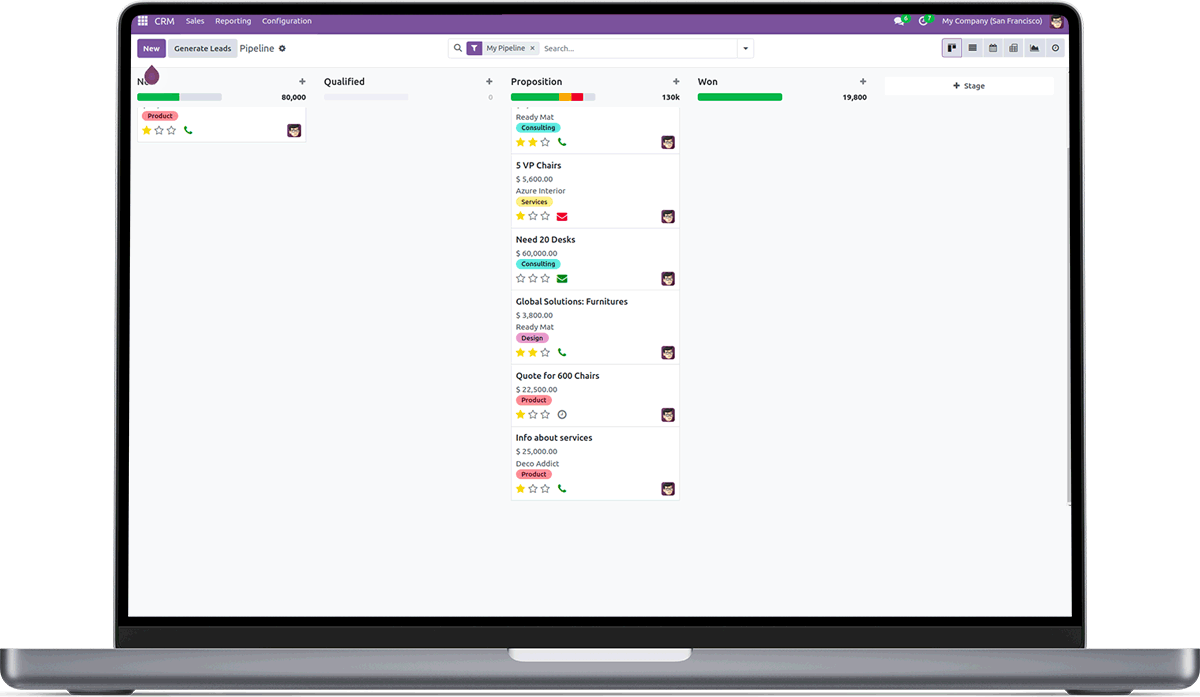 CRM Sales Reporting Configuration 6 7 My Company (San Francisco)
New Generate Leads Pipeline My Pipeline × Search...
+ Qualified + Proposition + Won + + Stage
80,000 0 130k 19,800
Product
Ready Mat
Consulting
5 VP Chairs
$ 5,600.00
Azure Interior
Services
Need 20 Desks
$ 60,000.00
Consulting
Global Solutions: Furnitures
$ 3,800.00
Ready Mat
Design
Quote for 600 Chairs
$ 22,500.00
Product
Info about services
$ 25,000.00
Deco Addict
Product